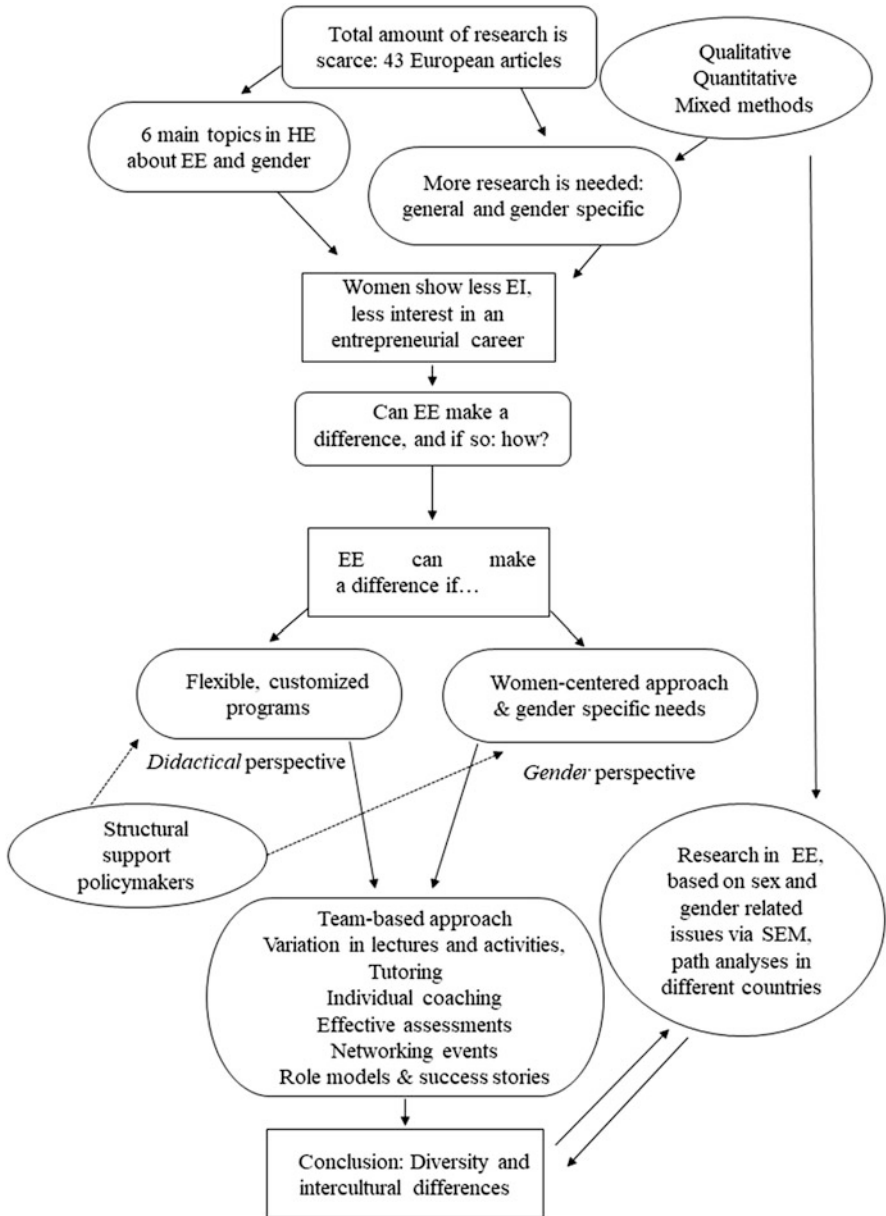 Total amount of research is
scarce: 43 European articles
Qualitative
Quantitative
Mixed methods
6 main topics in HE
about EE and gender
More research is needed:
general and gender specific
Women show less EI,
less interest in an
entrepreneurial career
Can EE make a
difference, and if so: how?
EE can make
a difference if…
Flexible, customized
programs
Women-centered approach
& gender specific needs
Didactical perspective
Gender perspective
Structural
support
policymakers
Research in EE,
based on sex and
gender related
issues via SEM,
path analyses in
different countries
Team-based approach
Variation in lectures and activities,
Tutoring
Individual coaching
Effective assessments
Networking events
Role models & success stories
Conclusion: Diversity and
intercultural differences